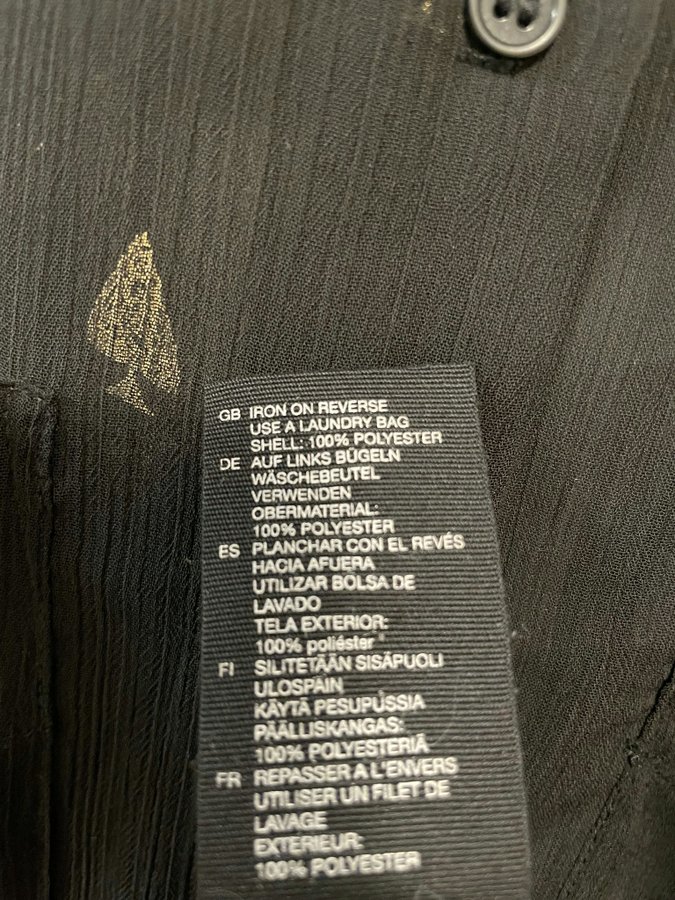 GB IRON ON REVERSE
USE A LAUNDRY BAG
SHELL: 100% POLYESTER
DE AUF LINKS BÜGELN
WÄSCHEBEUTEL
VERWENDEN
OBERMATERIAL:
100% POLYESTER
ES PLANCHAR CON EL REVÉS
HACIA AFUERA
UTILIZAR BOLSA DE
LAVADO
TELA EXTERIOR:
100% poliéster
FI SILITETÄÄN SISÄPUOLI
ULOSPÄIN
KÄYTÄ PESUPUSSIA
PÄÄLLISKANGAS:
100% POLYESTERIÄ
FR REPASSER A L'ENVERS
UTILISER UN FILET DE
LAVAGE
EXTERIEUR:
100% POLYESTER